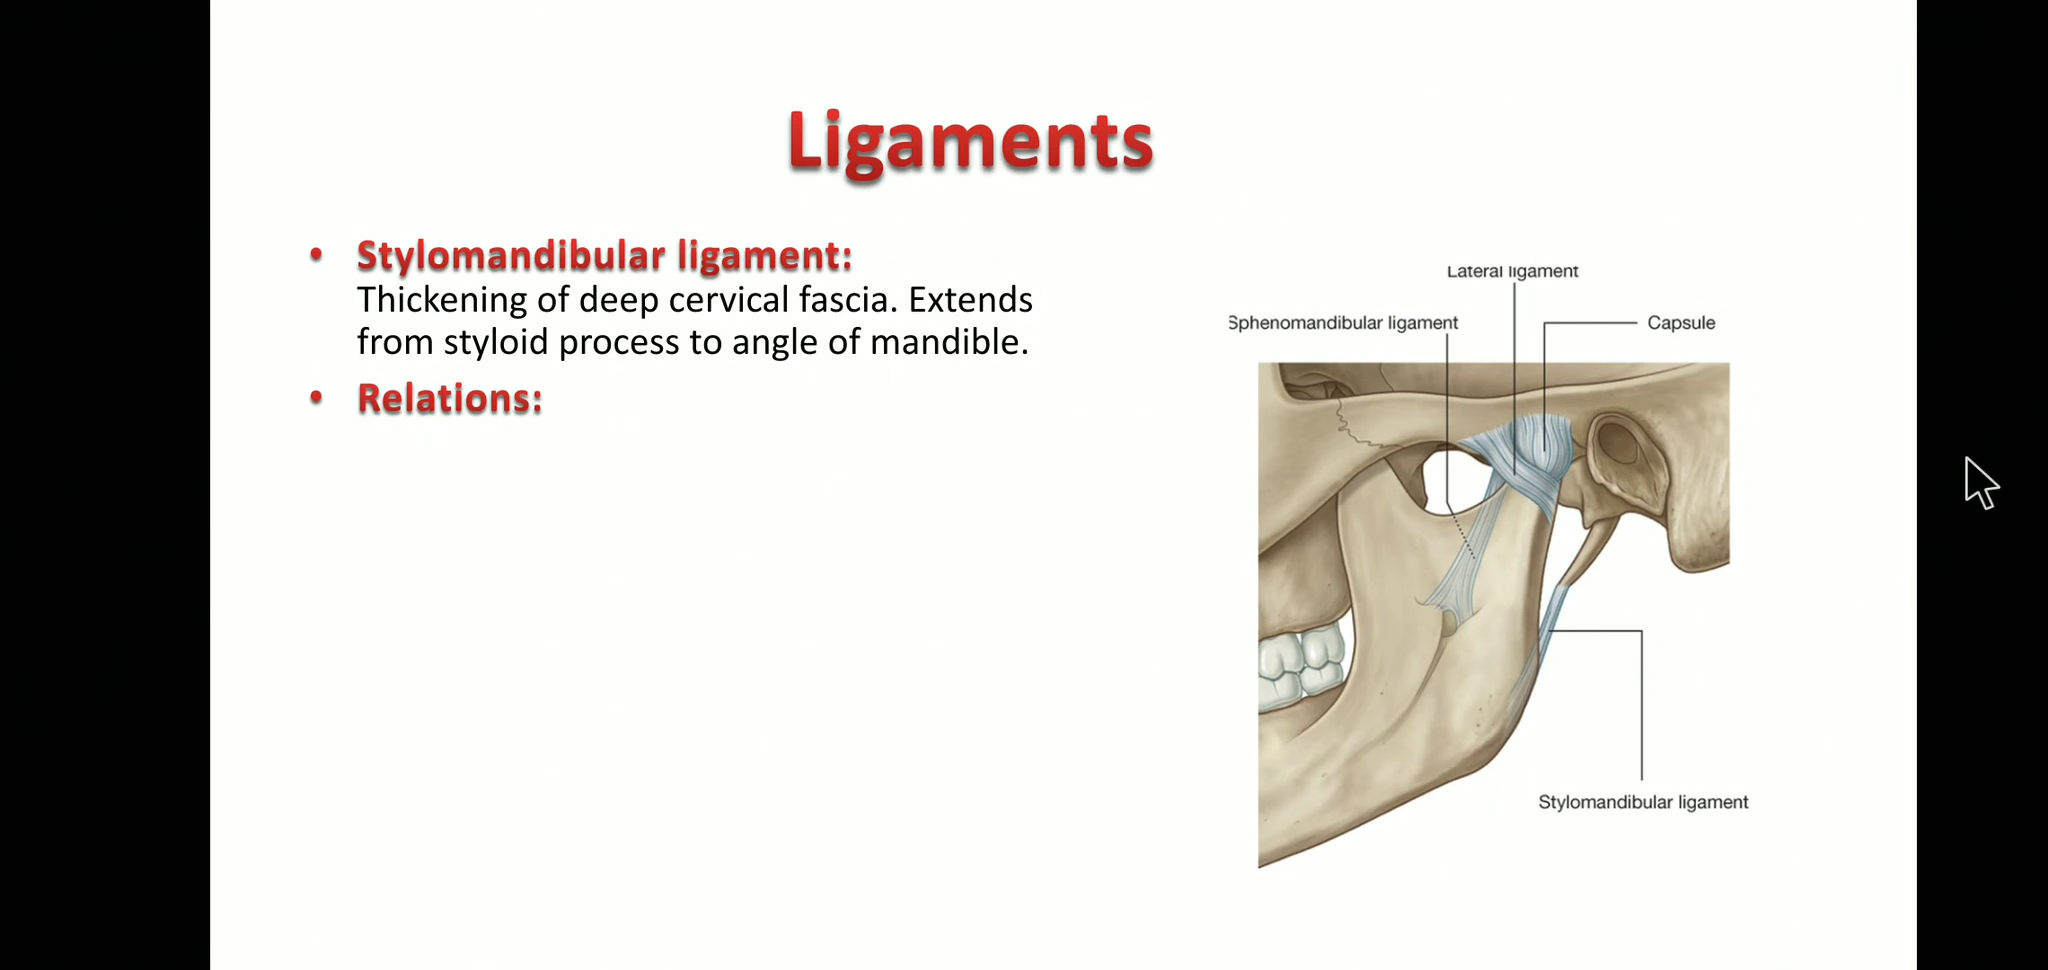 Ligaments
• Stylomandibular ligament:
Thickening of deep cervical fascia. Extends
from styloid process to angle of mandible.
• Relations:
Lateral ligament
Sphenomandibular ligament
Capsule
Stylomandibular ligament